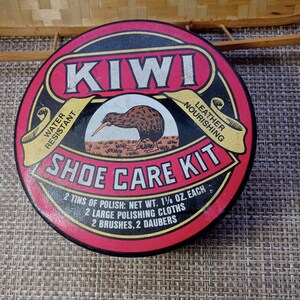 KIWI
WATER
RESISTANT
LEATHER
NOURISHING
SHOE CARE KIT
2 TINS OF POLISH: NET WT. 1⅛ OZ. EACH
2 LARGE POLISHING CLOTHS
2 BRUSHES, 2 DAUBERS